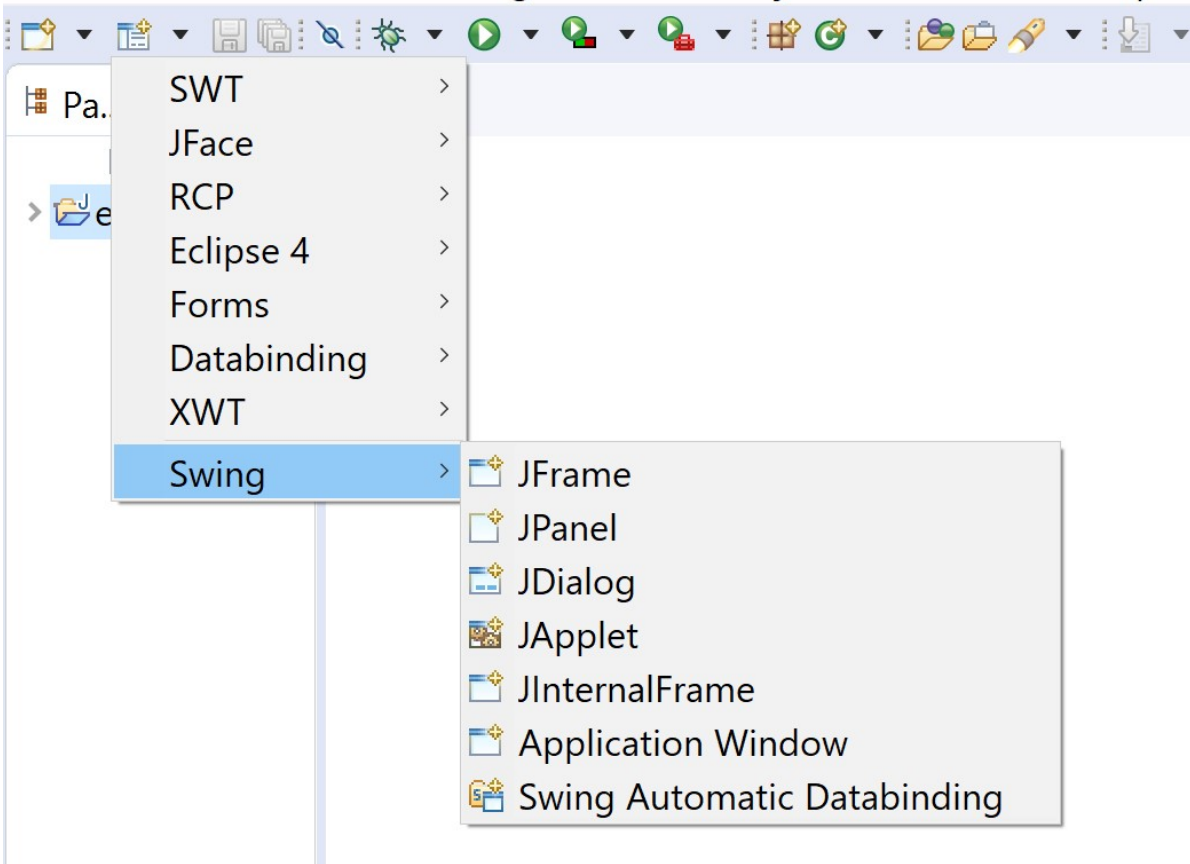 Pa..
SWT
JFace
RCP
Eclipse 4
Forms
Databinding
XWT
Swing
JFrame
JPanel
JDialog
JApplet
JInternalFrame
Application Window
Swing Automatic Databinding